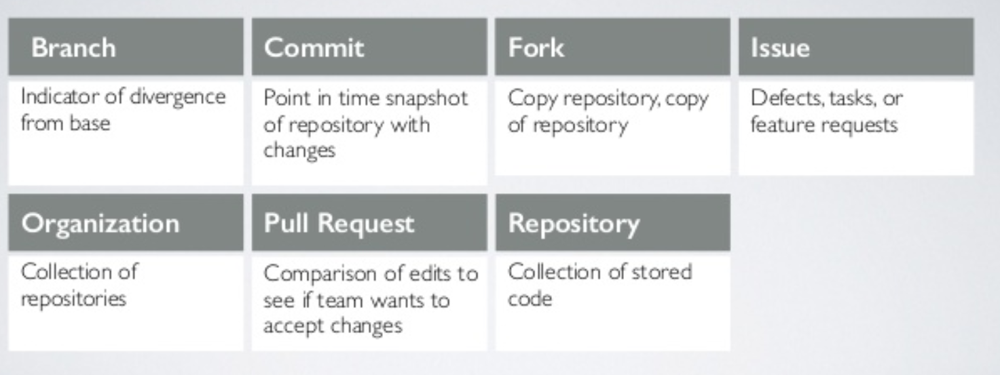 Branch
Indicator of divergence
from base
Commit
Point in time snapshot
of repository with
changes
Fork
Copy repository, copy
of repository
Issue
Defects, tasks, or
feature requests
Organization
Collection of
repositories
Pull Request
Comparison of edits to
see if team wants to
accept changes
Repository
Collection of stored
code